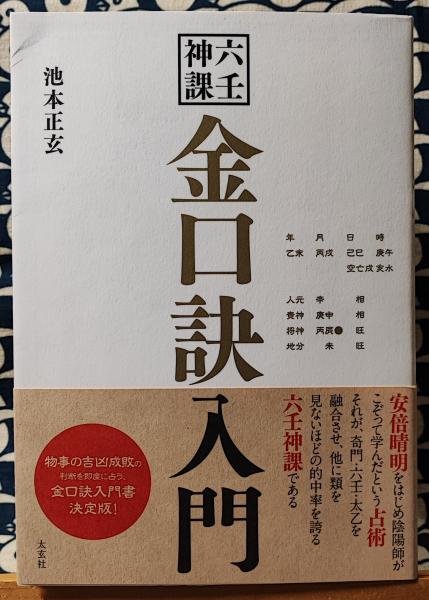 六壬
神課
金口訣入門
池本正玄
年 月 日 時
乙未 丙戌 己巳 庚午
空亡戌亥水
人元 辛 相
貴神 庚申 相
将神 丙辰● 旺
地分 未 旺
安倍晴明をはじめ陰陽師が
こぞって学んだという占術
それが、奇門・六壬・太乙を
融合させ、他に類を
見ないほどの的中率を誇る
六壬神課である
物事の吉凶成敗の
判断を即座に占う、
金口訣入門書
決定版!
太玄社